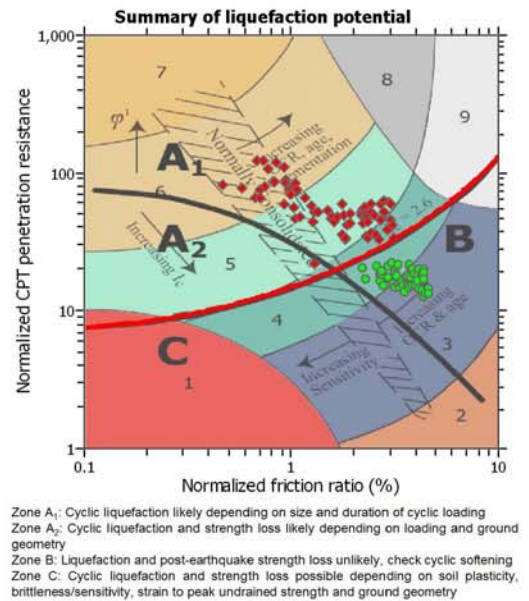 Summary of liquefaction potential
Normalized CPT penetration resistance
1,000
100
10
1
7
8
9
φ'
Normally Consolidated
Increasing
OCR, age,
cementation
A1
6
A2
Increasing Ic
5
= 2.6
B
4
Increasing
OCR & age
3
C
1
Increasing
Sensitivity
2
0.1
1
10
Normalized friction ratio (%)
Zone A1: Cyclic liquefaction likely depending on size and duration of cyclic loading
Zone A2: Cyclic liquefaction and strength loss likely depending on loading and ground
geometry
Zone B: Liquefaction and post-earthquake strength loss unlikely, check cyclic softening
Zone C: Cyclic liquefaction and strength loss possible depending on soil plasticity,
brittleness/sensitivity, strain to peak undrained strength and ground geometry